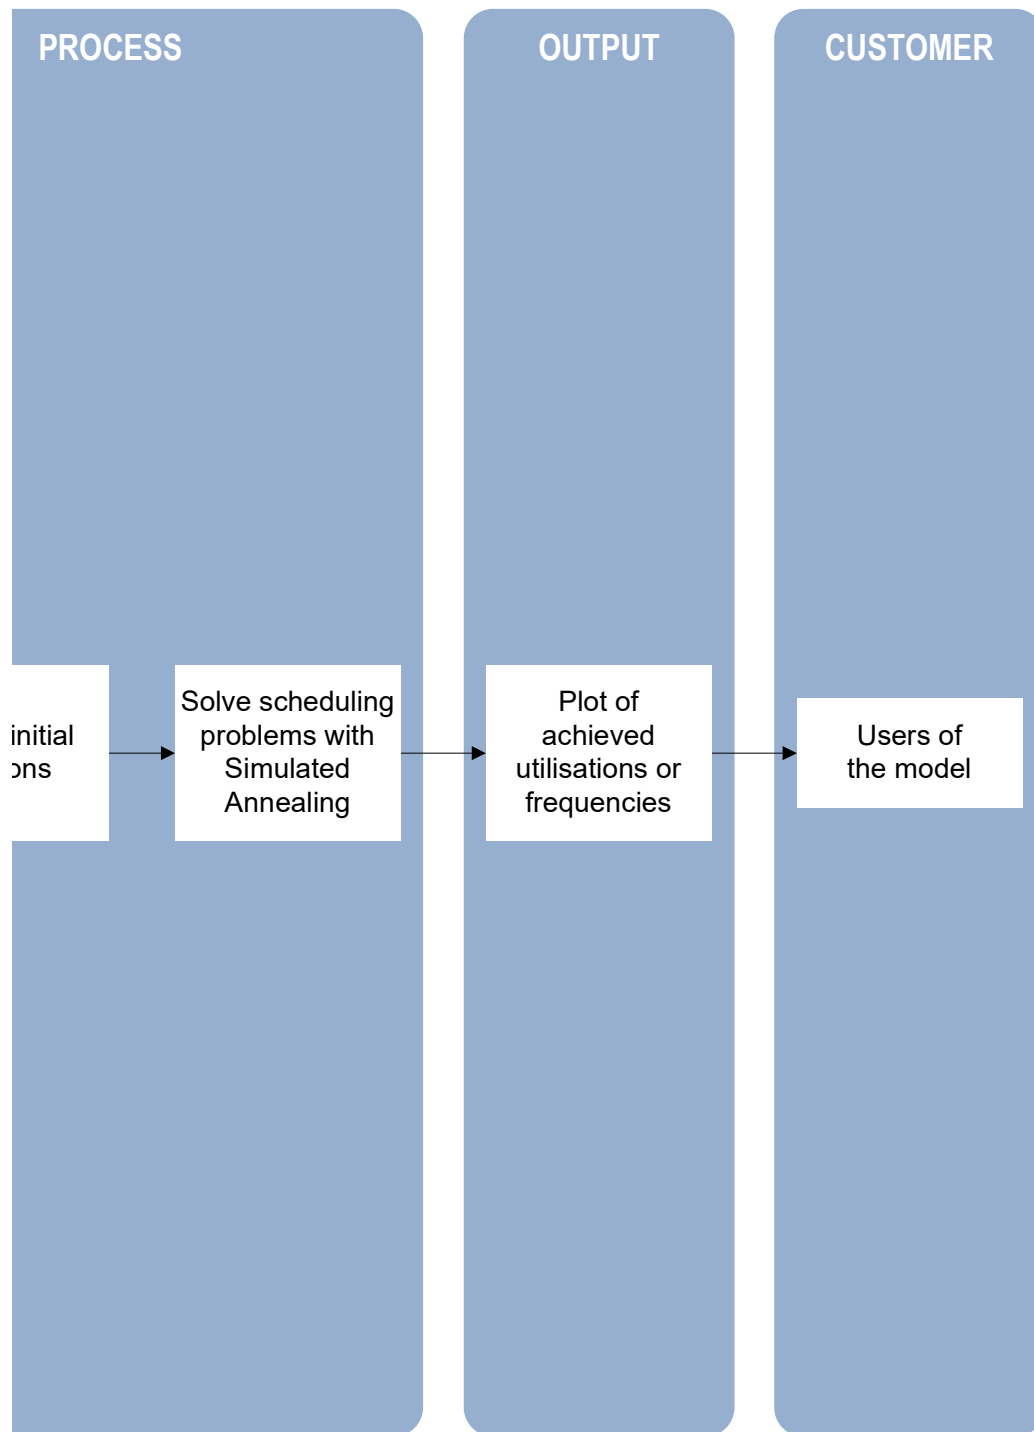 PROCESS
OUTPUT
CUSTOMER
initial
ons
Solve scheduling
problems with
Simulated
Annealing
Plot of
achieved
utilisations or
frequencies
Users of
the model